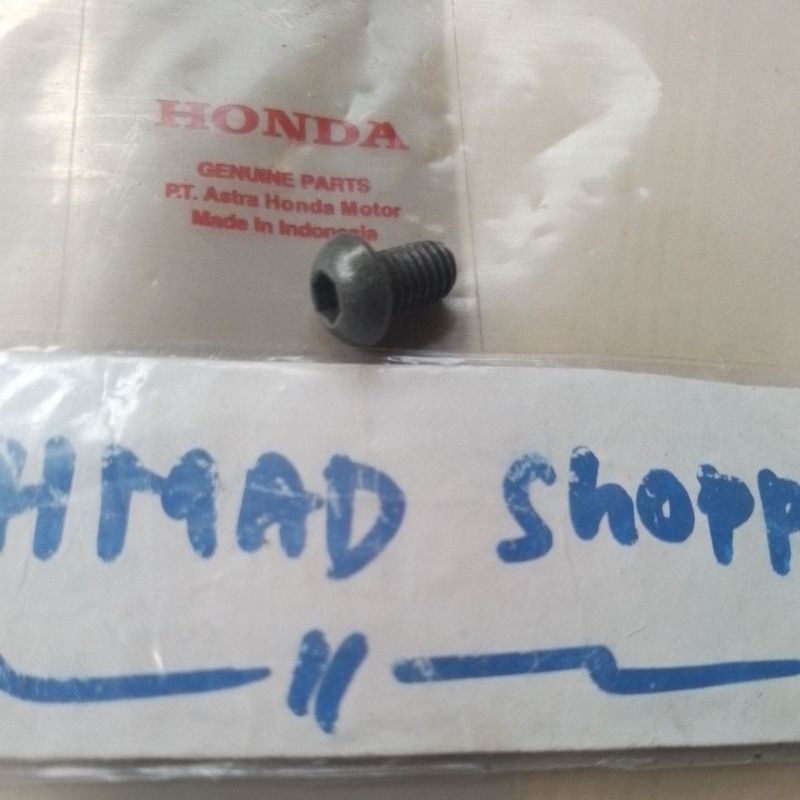 HONDA
GENUINE PARTS
P.T. Astra Honda Motor
Made In Indonesia
HMAD Shopp